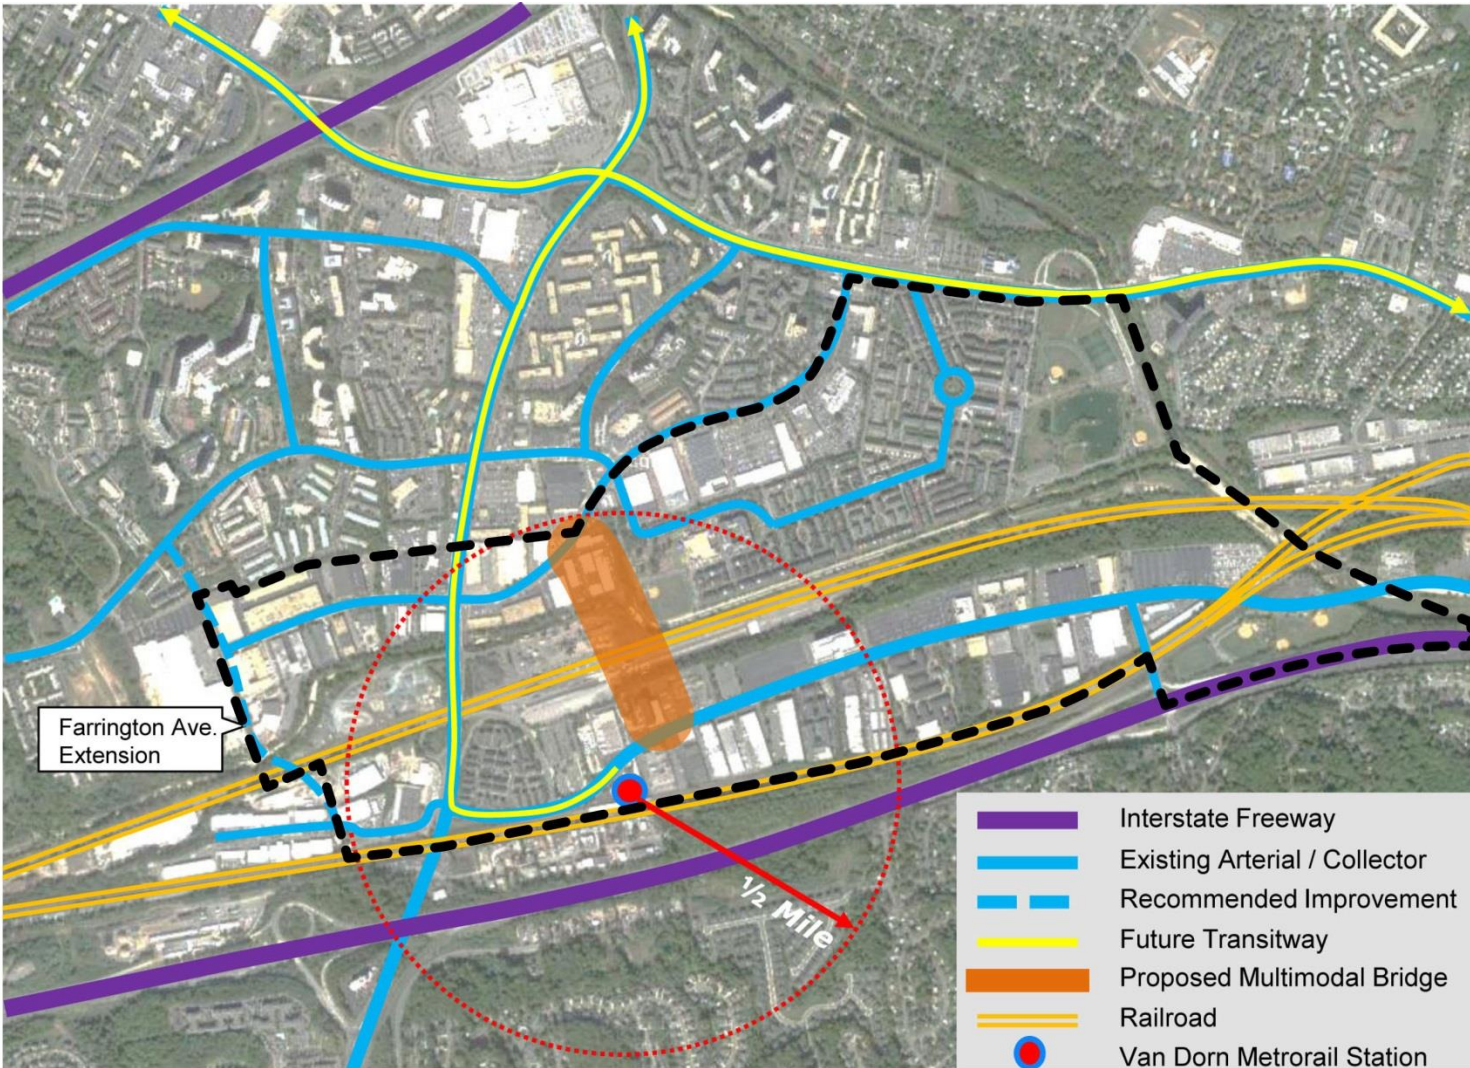 Farrington Ave.
Extension
½ Mile
Interstate Freeway
Existing Arterial / Collector
Recommended Improvement
Future Transitway
Proposed Multimodal Bridge
Railroad
Van Dorn Metrorail Station